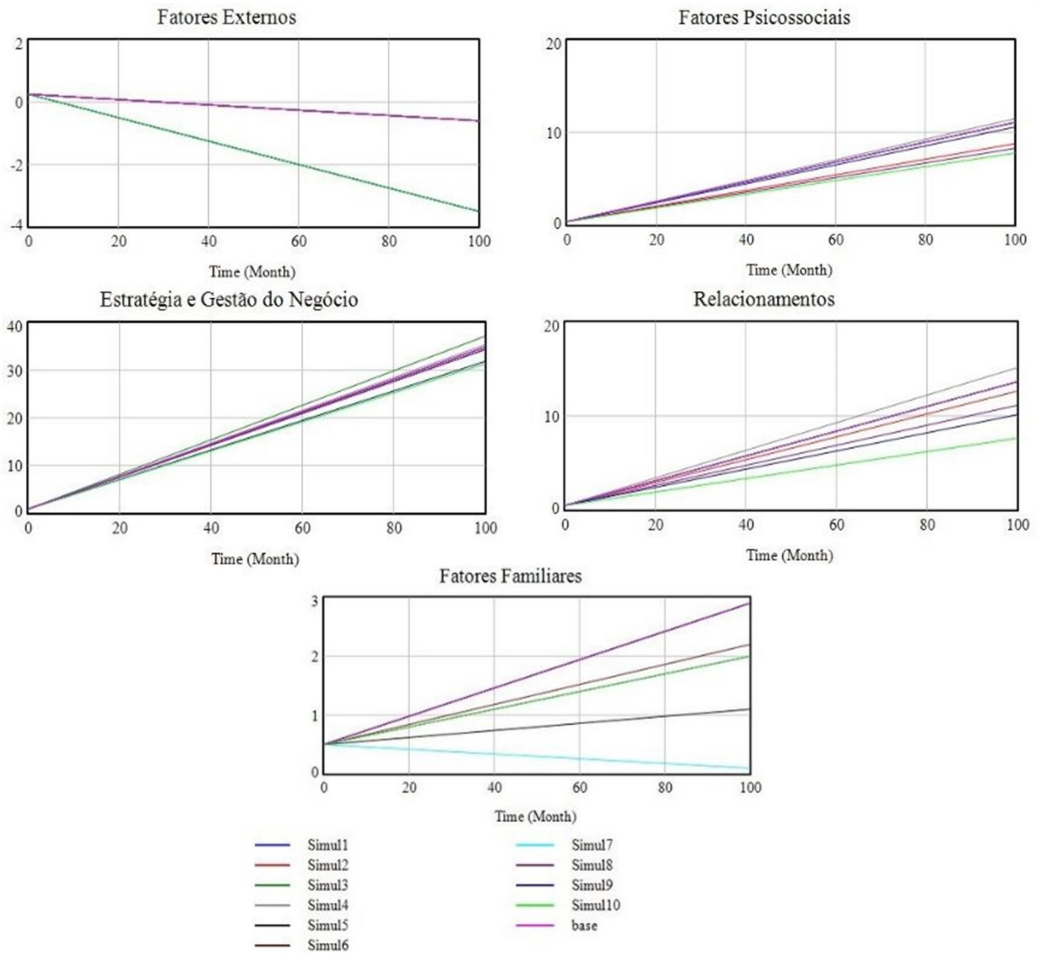 Fatores Externos
2
0
-2
-4
0 20 40 60 80 100
Time (Month)
Fatores Psicossociais
20
10
0
0 20 40 60 80 100
Time (Month)
Estratégia e Gestão do Negócio
40
30
20
10
0
0 20 40 60 80 100
Time (Month)
Relacionamentos
20
10
0
0 20 40 60 80 100
Time (Month)
Fatores Familiares
3
2
1
0
0 20 40 60 80 100
Time (Month)
Simul1
Simul2
Simul3
Simul4
Simul5
Simul6
Simul7
Simul8
Simul9
Simul10
base